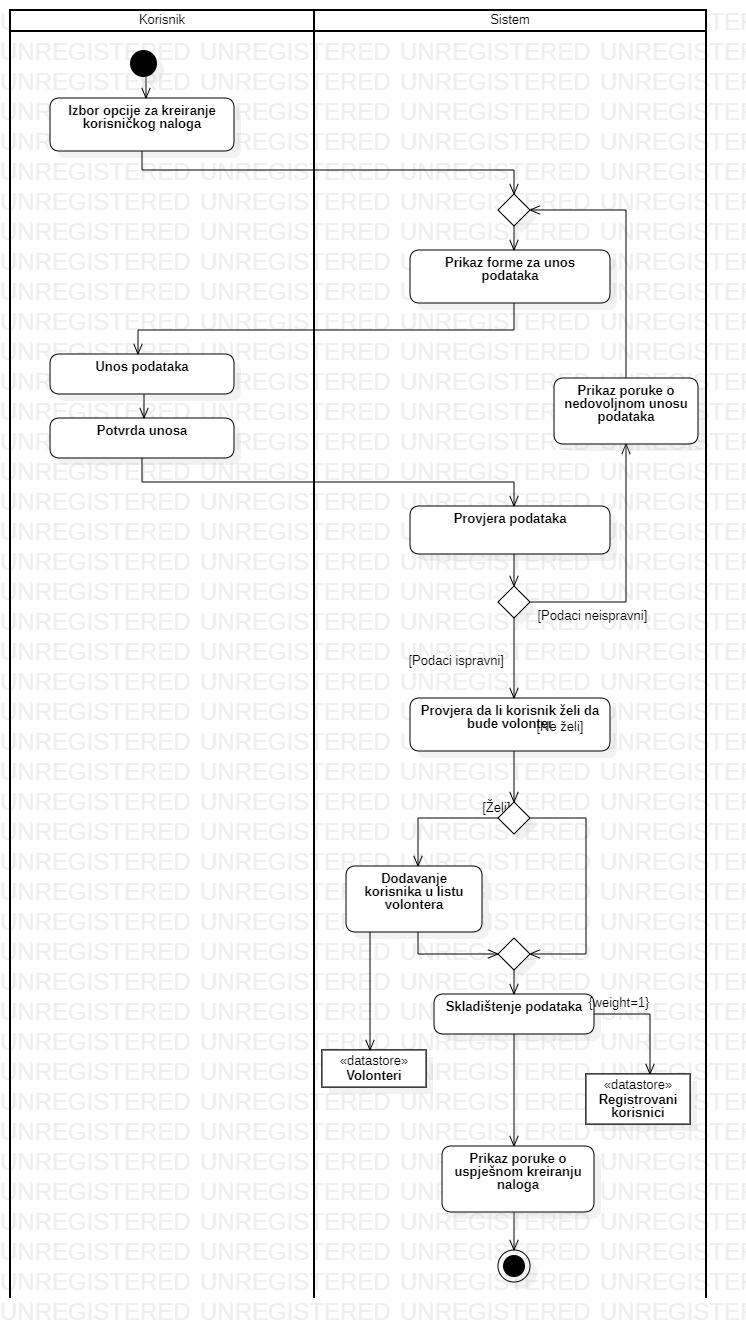 Korisnik
Sistem
Izbor opcije za kreiranje
korisničkog naloga
Prikaz forme za unos
podataka
Unos podataka
Prikaz poruke o
nedovoljnom unosu
podataka
Potvrda unosa
Provjera podataka
[Podaci neispravni]
[Podaci ispravni]
Provjera da li korisnik želi da
bude volonter
[Ne želi]
[Želi]
Dodavanje
korisnika u listu
volontera
Skladištenje podataka
{weight=1}
«datastore»
Volonteri
«datastore»
Registrovani
korisnici
Prikaz poruke o
uspješnom kreiranju
naloga
UNREGISTERED